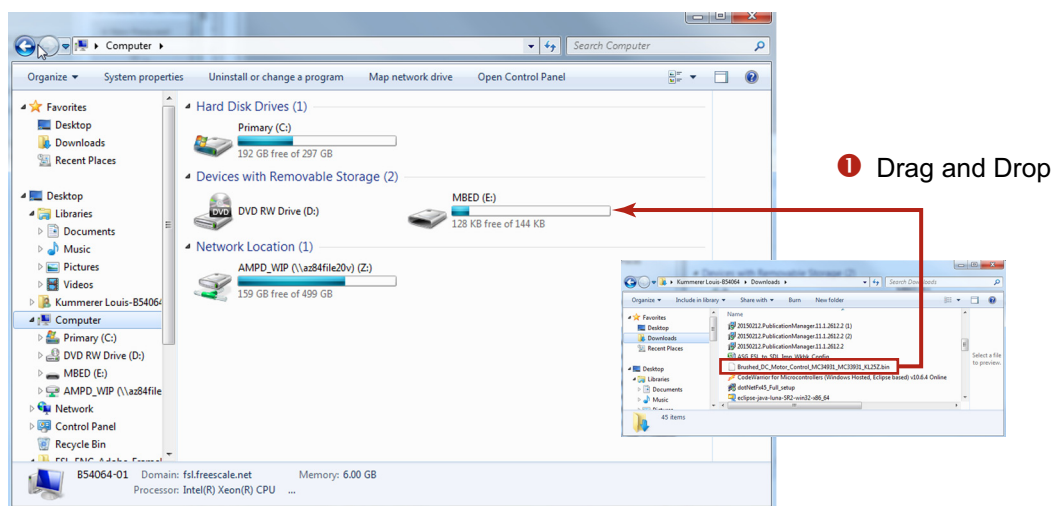 Computer
Search Computer
Organize System properties Uninstall or change a program Map network drive Open Control Panel
Favorites
Desktop
Downloads
Recent Places
Desktop
Libraries
Documents
Music
Pictures
Videos
Kummerer Louis-B54064
Computer
Primary (C:)
DVD RW Drive (D:)
MBED (E:)
AMPD_WIP (\\az84file
Network
Control Panel
Recycle Bin
Hard Disk Drives (1)
Primary (C:)
192 GB free of 297 GB
Devices with Removable Storage (2)
DVD
DVD RW Drive (D:)
MBED (E:)
128 KB free of 144 KB
Network Location (1)
AMPD_WIP (\\az84file20v) (Z:)
159 GB free of 499 GB
B54064-01 Domain: fsl.freescale.net Memory: 6.00 GB
Processor: Intel(R) Xeon(R) CPU ...
1 Drag and Drop
Kummerer Louis-B54064 Downloads
Search Downloads
Organize Include in library Share with Burn New folder
Favorites
Desktop
Downloads
Recent Places
Desktop
Libraries
Documents
Music
Name
20150212.PublicationManager.11.1.2612.2 (1)
20150212.PublicationManager.11.1.2612.2 (2)
20150212.PublicationManager.11.1.2612.2
Brushed_DC_Motor_Control_MC34931_MC33931_KL25Z.bin
CodeWarrior for Microcontrollers (Windows Hosted, Eclipse based) v10.6.4 Online
dotNetFx45_Full_setup
eclipse-java-luna-SR2-win32-x86_64
Select a file
to preview.
45 items